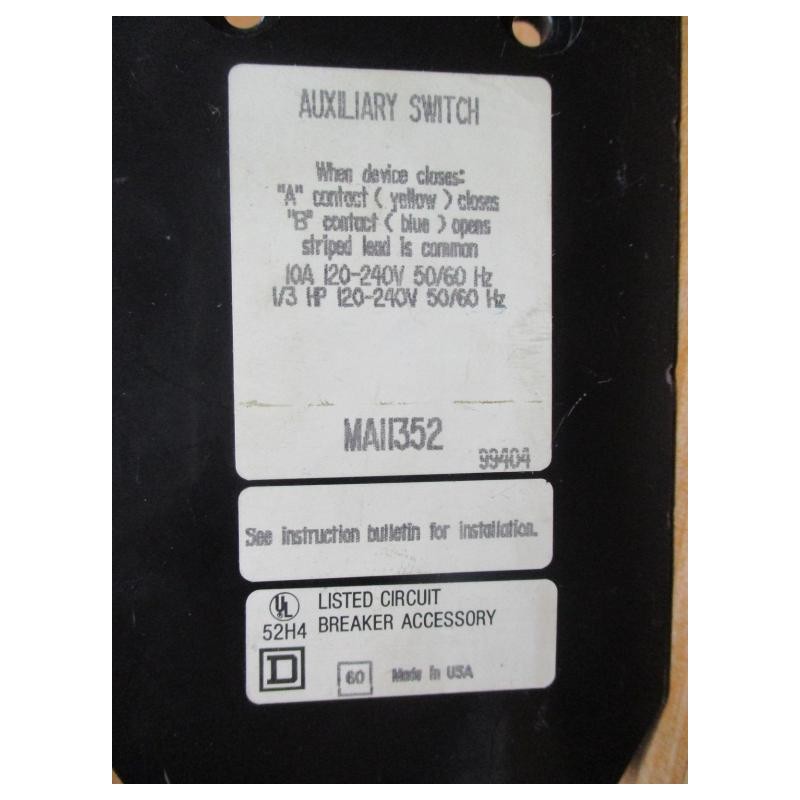 AUXILIARY SWITCH
When device closes:
"A" contact ( yellow ) closes
"B" contact ( blue ) opens
striped lead is common
10A 120-240V 50/60 Hz
1/3 HP 120-240V 50/60 Hz
MA11352
99404
See instruction bulletin for installation.
UL LISTED CIRCUIT
52H4 BREAKER ACCESSORY
D 60 Made in USA